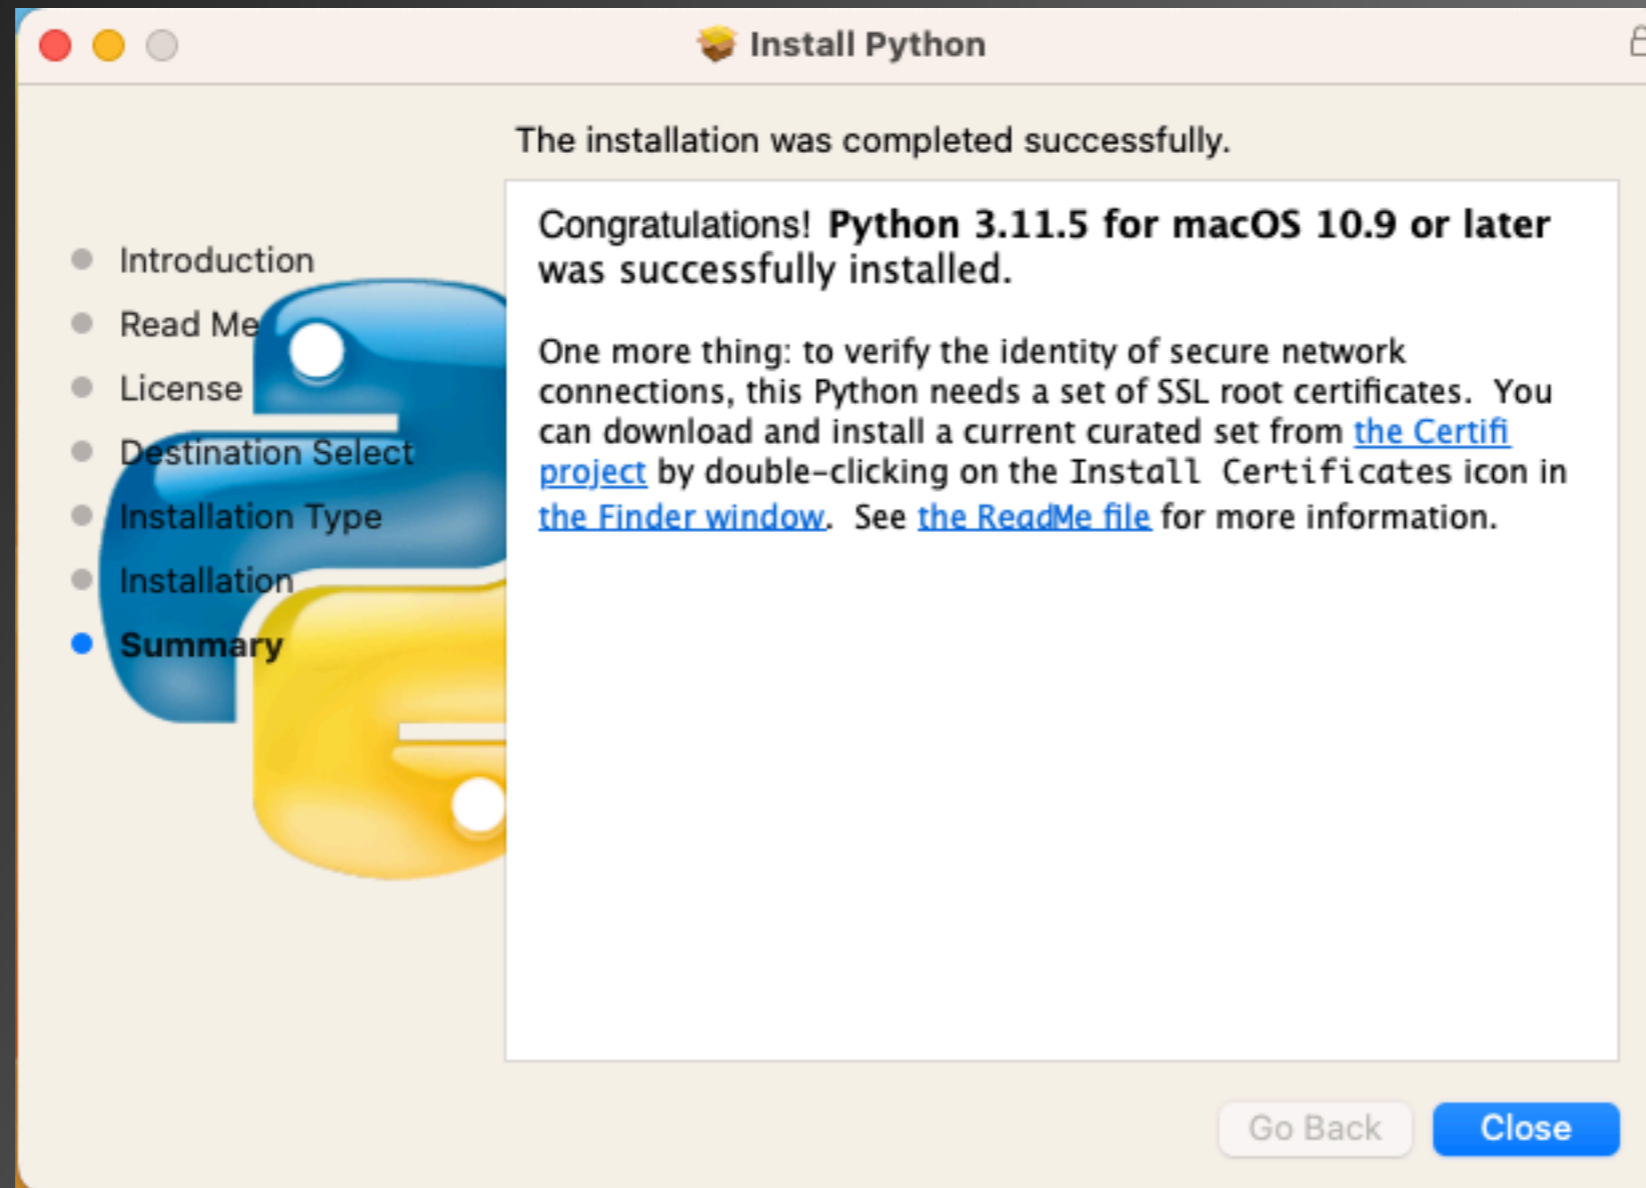 Install Python
The installation was completed successfully.
Introduction
Read Me
License
Destination Select
Installation Type
Installation
Summary
Congratulations! Python 3.11.5 for macOS 10.9 or later
was successfully installed.
One more thing: to verify the identity of secure network
connections, this Python needs a set of SSL root certificates.  You
can download and install a current curated set from the Certifi
project by double-clicking on the Install Certificates icon in
the Finder window.  See the ReadMe file for more information.
Go Back
Close